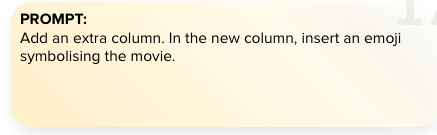 PROMPT:
Add an extra column. In the new column, insert an emoji
symbolising the movie.